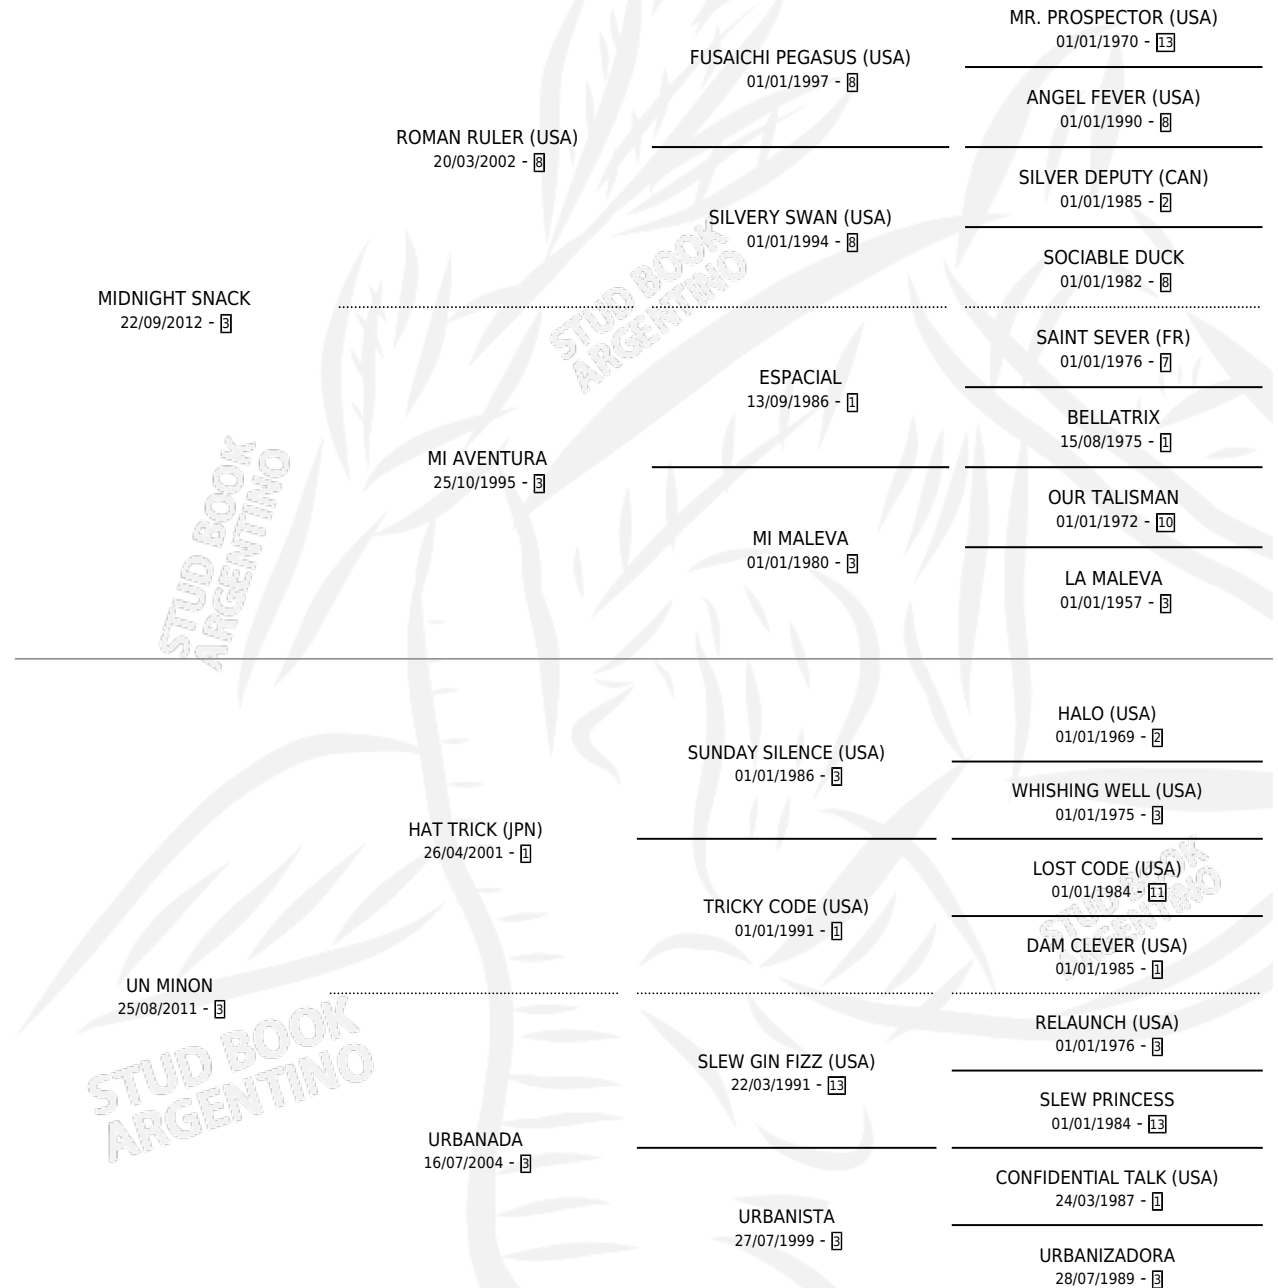 MR. PROSPECTOR (USA)
01/01/1970 - 13
FUSAICHI PEGASUS (USA)
01/01/1997 - 8
ANGEL FEVER (USA)
01/01/1990 - 8
ROMAN RULER (USA)
20/03/2002 - 8
SILVER DEPUTY (CAN)
01/01/1985 - 2
SILVERY SWAN (USA)
01/01/1994 - 8
SOCIABLE DUCK
01/01/1982 - 8
MIDNIGHT SNACK
22/09/2012 - 3
STUD BOOK
ARGENTINO
SAINT SEVER (FR)
01/01/1976 - 7
ESPACIAL
13/09/1986 - 1
BELLATRIX
15/08/1975 - 1
MI AVENTURA
25/10/1995 - 3
OUR TALISMAN
01/01/1972 - 10
MI MALEVA
01/01/1980 - 3
LA MALEVA
01/01/1957 - 3
STUD BOOK
ARGENTINO
HALO (USA)
01/01/1969 - 2
SUNDAY SILENCE (USA)
01/01/1986 - 3
WHISHING WELL (USA)
01/01/1975 - 3
HAT TRICK (JPN)
26/04/2001 - 1
LOST CODE (USA)
01/01/1984 - 11
TRICKY CODE (USA)
01/01/1991 - 1
STUD BOOK
ARGENTINO
DAM CLEVER (USA)
01/01/1985 - 1
UN MINON
25/08/2011 - 3
STUD BOOK
ARGENTINO
RELAUNCH (USA)
01/01/1976 - 3
SLEW GIN FIZZ (USA)
22/03/1991 - 13
SLEW PRINCESS
01/01/1984 - 13
URBANADA
16/07/2004 - 3
CONFIDENTIAL TALK (USA)
24/03/1987 - 1
URBANISTA
27/07/1999 - 3
URBANIZADORA
28/07/1989 - 3